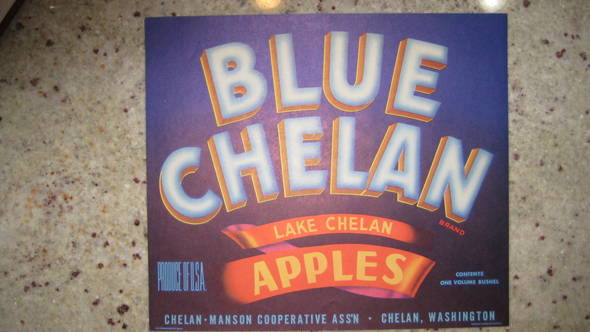 BLUE
CHELAN
BRAND
LAKE CHELAN
APPLES
PRODUCE OF U.S.A.
CONTENTS
ONE VOLUME BUSHEL
CHELAN-MANSON COOPERATIVE ASS'N • CHELAN, WASHINGTON